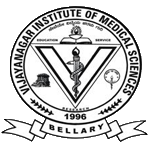 VIJAYANAGAR INSTITUTE OF MEDICAL SCIENCES
EDUCATION
SERVICE
RESEARCH
1996
BELLARY